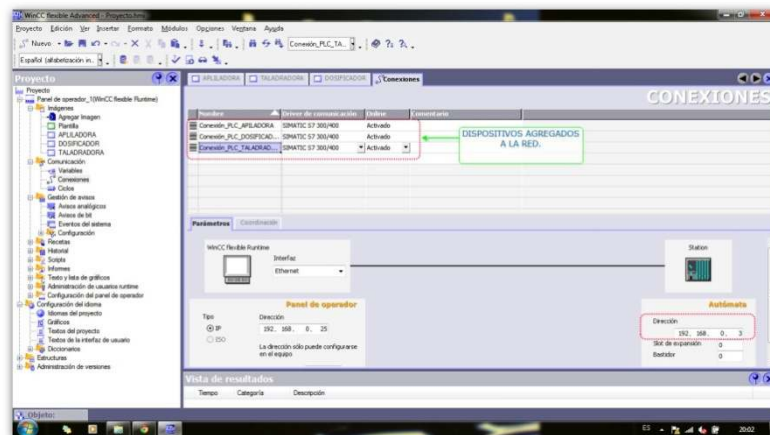 WinCC flexible Advanced - Proyecto.hmi
Proyecto Edición Ver Insertar Formato Módulos Opciones Ventana Ayuda
Nuevo Conexión_PLC_TA...
Español (alfabetización in...
Proyecto
APILADORA TALADRADORA DOSIFICADOR Conexiones
CONEXIONES
Proyecto
Panel de operador_1(WinCC flexible Runtime)
Imágenes
Agregar Imagen
Plantilla
APILADORA
DOSIFICADOR
TALADRADORA
Comunicación
Variables
Conexiones
Ciclos
Gestión de avisos
Avisos analógicos
Avisos de bit
Eventos del sistema
Configuración
Recetas
Historial
Scripts
Informes
Texto y lista de gráficos
Administración de usuarios runtime
Configuración del panel de operador
Configuración del idioma
Idiomas del proyecto
Gráficos
Textos del proyecto
Textos de la interfaz de usuario
Diccionarios
Estructuras
Administración de versiones
Nombre Driver de comunicación Online Comentario
Conexión_PLC_APILADORA SIMATIC S7 300/400 Activado
Conexión_PLC_DOSIFICAD... SIMATIC S7 300/400 Activado
Conexión_PLC_TALADRAD... SIMATIC S7 300/400 Activado
DISPOSITIVOS AGREGADOS
A LA RED.
Parámetros Coordinación
WinCC flexible Runtime
Interfaz
Ethernet
Station
Panel de operador
Tipo Dirección
IP 192. 168. 0. 25
ISO
La dirección sólo puede configurarse
en el equipo
Autómata
Dirección
192. 168. 0. 3
Slot de expansión 0
Bastidor 0
Vista de resultados
Tiempo Categoría Descripción
Objeto:
ES 20:02